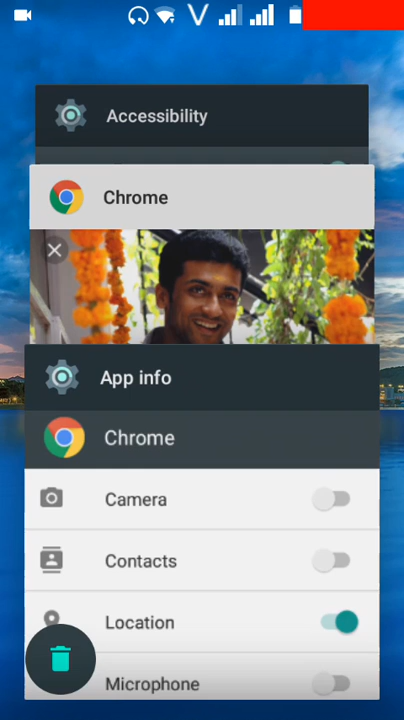 Accessibility
Chrome
App info
Chrome
Camera
Contacts
Location
Microphone